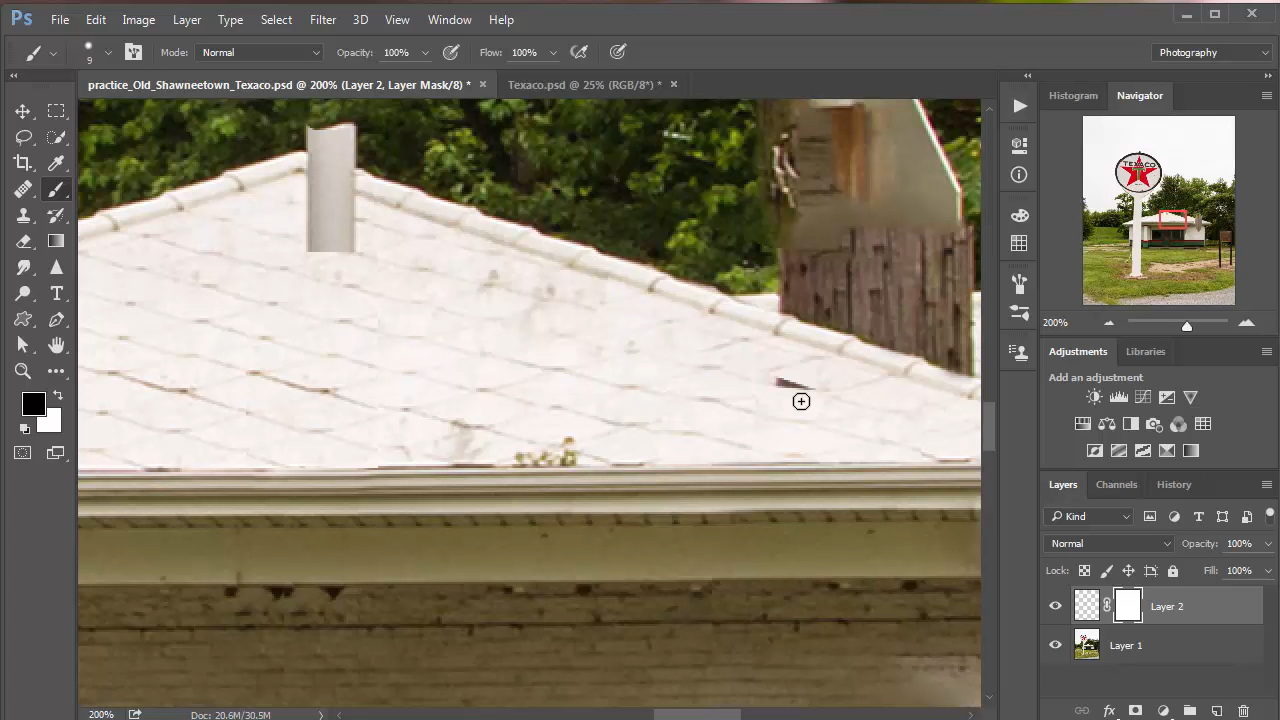 Ps File Edit Image Layer Type Select Filter 3D View Window Help
9 Mode: Normal Opacity: 100% Flow: 100% Photography
practice_Old_Shawneetown_Texaco.psd @ 200% (Layer 2, Layer Mask/8) * × Texaco.psd @ 25% (RGB/8*) * ×
Histogram Navigator
TEXACO
T
200%
Adjustments Libraries
Add an adjustment
Layers Channels History
Kind
Normal Opacity: 100%
Lock: Fill: 100%
Layer 2
Layer 1
fx
200% Doc: 20.6M/30.5M